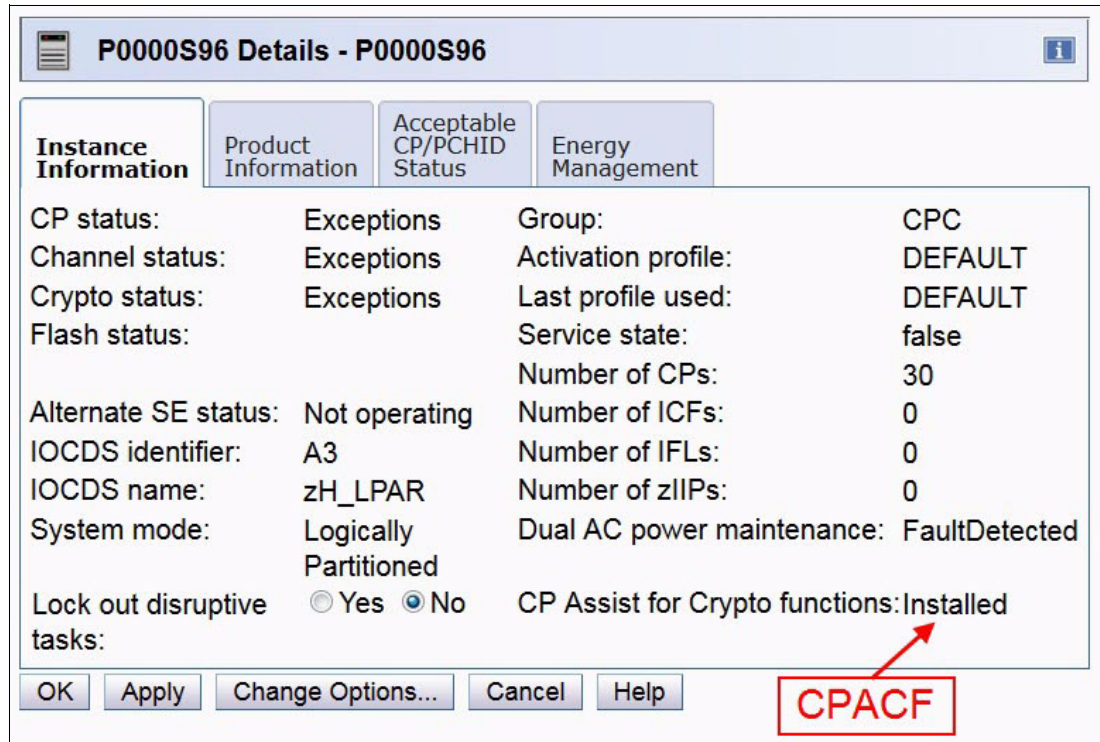 P0000S96 Details - P0000S96
i
Instance
Information
Product
Information
Acceptable
CP/PCHID
Status
Energy
Management
CP status: Exceptions Group: CPC
Channel status: Exceptions Activation profile: DEFAULT
Crypto status: Exceptions Last profile used: DEFAULT
Flash status: Service state: false
Number of CPs: 30
Alternate SE status: Not operating Number of ICFs: 0
IOCDS identifier: A3 Number of IFLs: 0
IOCDS name: zH_LPAR Number of zIIPs: 0
System mode: Logically Dual AC power maintenance: FaultDetected
Partitioned
Lock out disruptive Yes No CP Assist for Crypto functions: Installed
tasks:
OK Apply Change Options... Cancel Help
CPACF